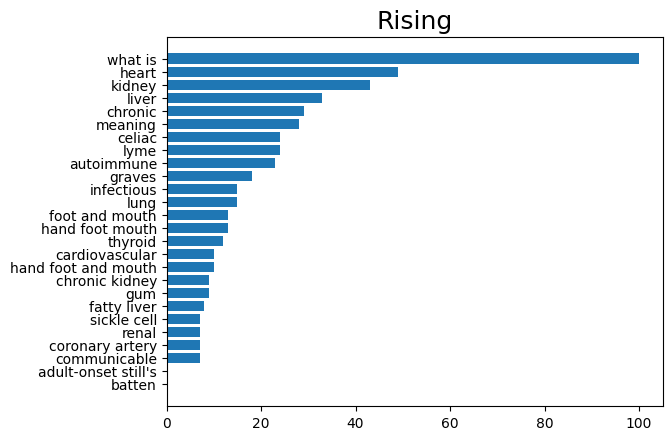 Rising
what is
heart
kidney
liver
chronic
meaning
celiac
lyme
autoimmune
graves
infectious
lung
foot and mouth
hand foot mouth
thyroid
cardiovascular
hand foot and mouth
chronic kidney
gum
fatty liver
sickle cell
renal
coronary artery
communicable
adult-onset still's
batten
0 20 40 60 80 100